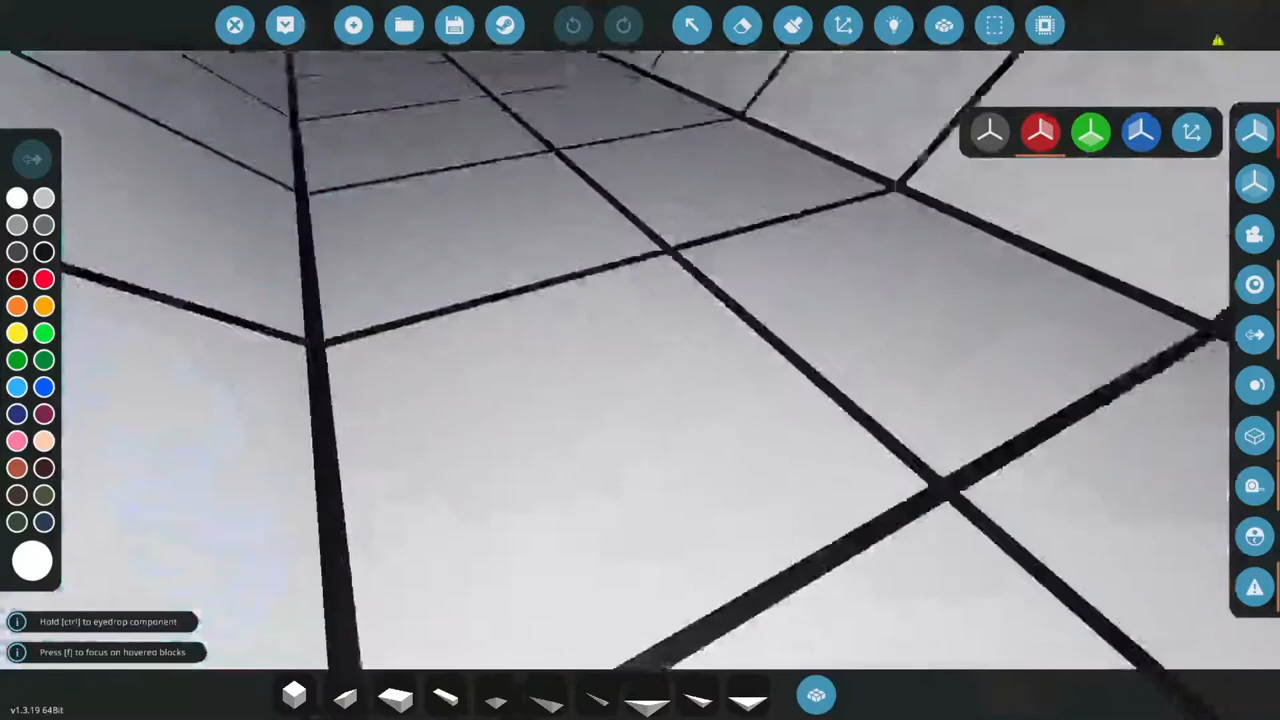 Hold [ctrl] to eyedrop component
Press [f] to focus on hovered blocks
v1.3.19 64Bit